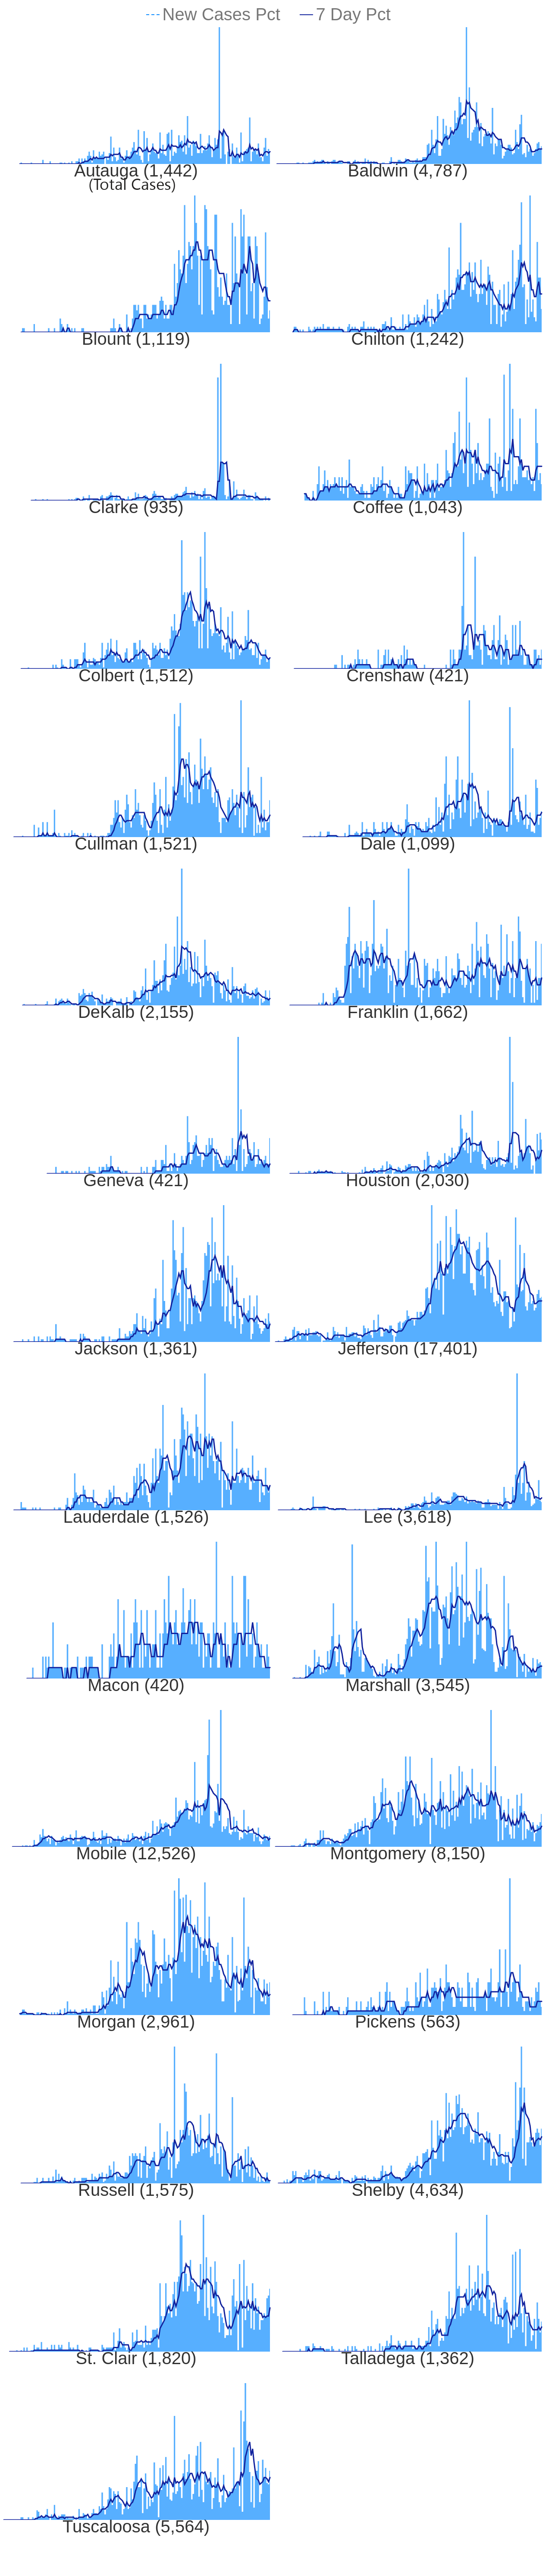 New Cases Pct 7 Day Pct
Autauga (1,442) Baldwin (4,787)
(Total Cases)
Blount (1,119) Chilton (1,242)
Clarke (935) Coffee (1,043)
Colbert (1,512) Crenshaw (421)
Cullman (1,521) Dale (1,099)
DeKalb (2,155) Franklin (1,662)
Geneva (421) Houston (2,030)
Jackson (1,361) Jefferson (17,401)
Lauderdale (1,526) Lee (3,618)
Macon (420) Marshall (3,545)
Mobile (12,526) Montgomery (8,150)
Morgan (2,961) Pickens (563)
Russell (1,575) Shelby (4,634)
St. Clair (1,820) Talladega (1,362)
Tuscaloosa (5,564)